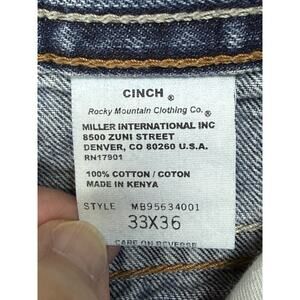 CINCH ®
Rocky Mountain Clothing Co. ®
MILLER INTERNATIONAL INC
8500 ZUNI STREET
DENVER, CO 80260 U.S.A.
RN17901
100% COTTON / COTON
MADE IN KENYA
STYLE MB95634001
33X36
CARE ON REVERSE